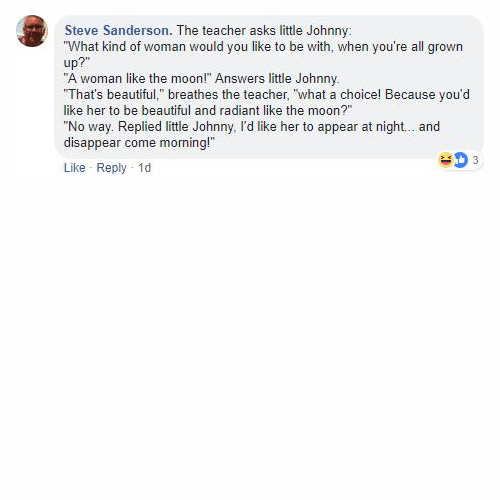 Steve Sanderson. The teacher asks little Johnny:
"What kind of woman would you like to be with, when you're all grown
up?"
"A woman like the moon!" Answers little Johnny.
"That's beautiful," breathes the teacher, "what a choice! Because you'd
like her to be beautiful and radiant like the moon?"
"No way. Replied little Johnny, I'd like her to appear at night... and
disappear come morning!"
3
Like · Reply · 1d